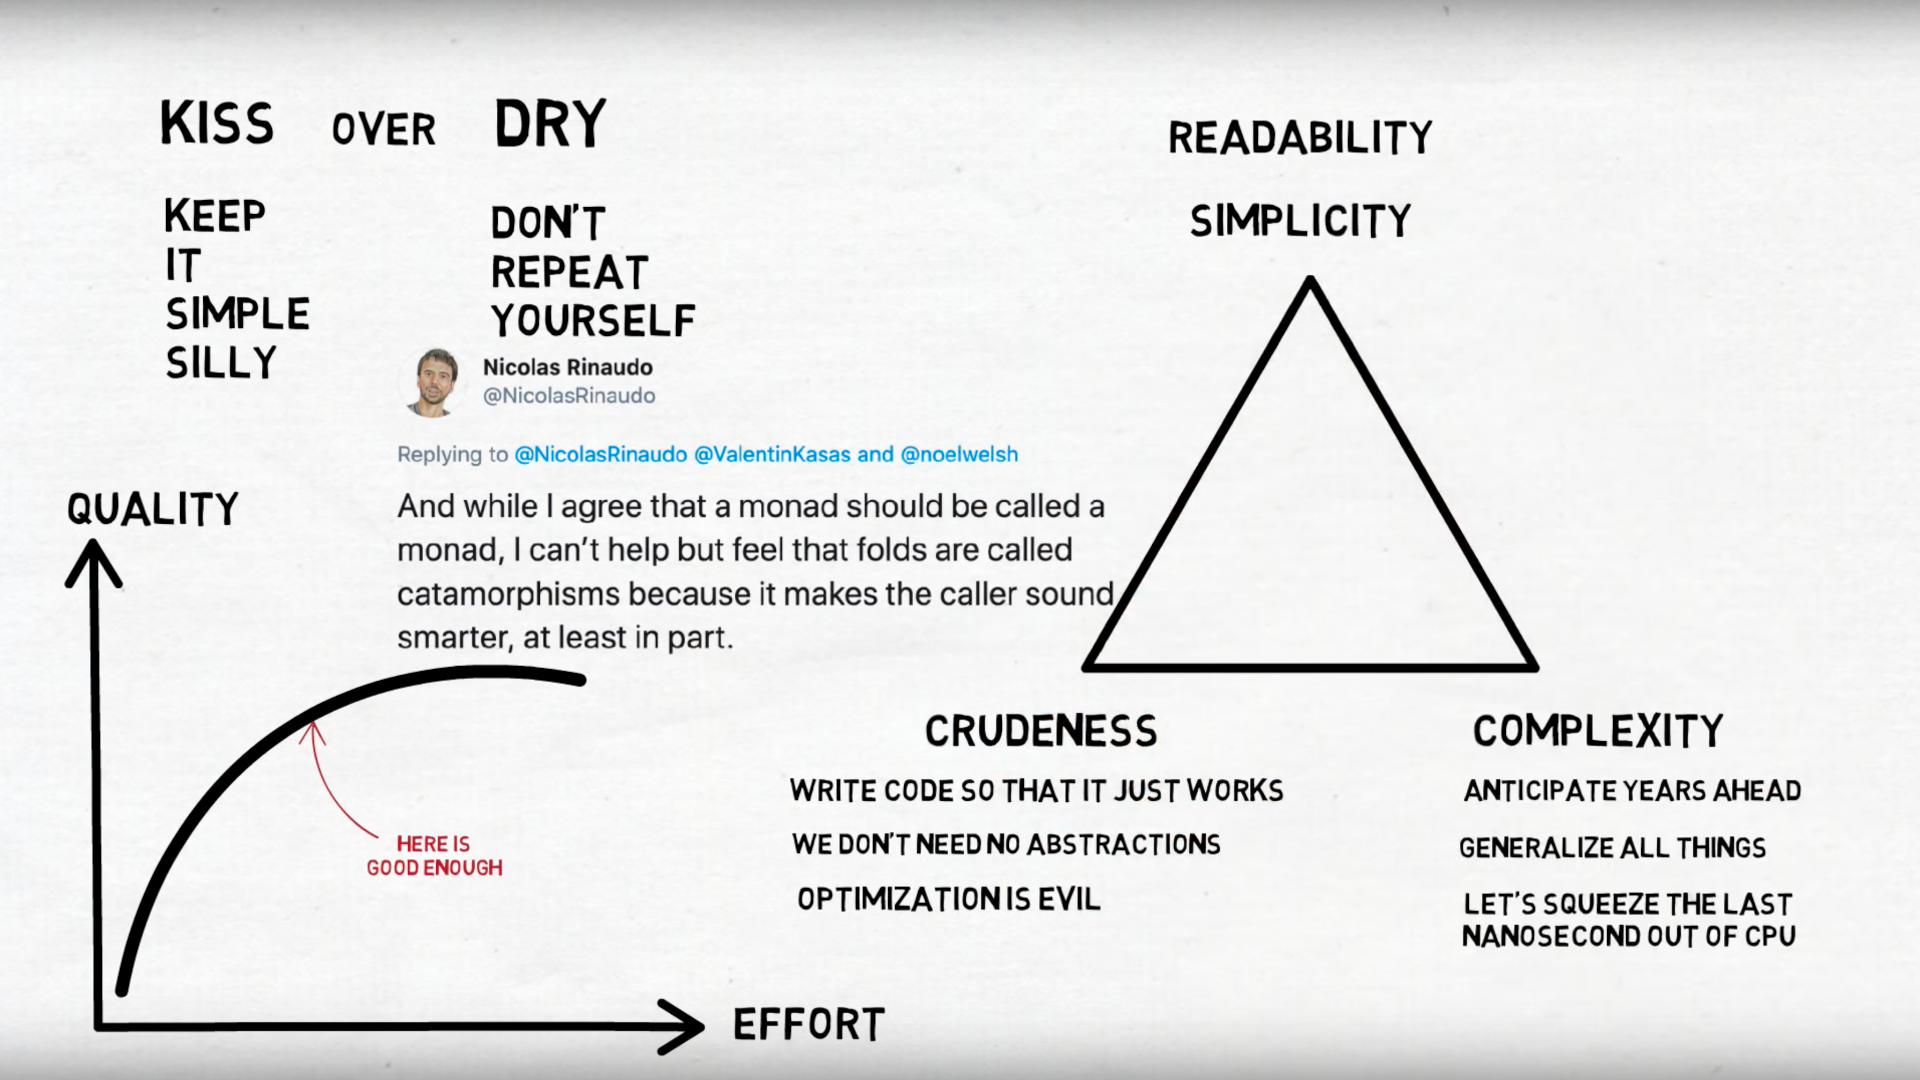 KISS OVER DRY
KEEP
IT
SIMPLE
SILLY
DON'T
REPEAT
YOURSELF
Nicolas Rinaudo
@NicolasRinaudo
Replying to @NicolasRinaudo @ValentinKasas and @noelwelsh
And while I agree that a monad should be called a
monad, I can't help but feel that folds are called
catamorphisms because it makes the caller sound
smarter, at least in part.
QUALITY
HERE IS
GOOD ENOUGH
EFFORT
READABILITY
SIMPLICITY
CRUDENESS
WRITE CODE SO THAT IT JUST WORKS
WE DON'T NEED NO ABSTRACTIONS
OPTIMIZATION IS EVIL
COMPLEXITY
ANTICIPATE YEARS AHEAD
GENERALIZE ALL THINGS
LET'S SQUEEZE THE LAST
NANOSECOND OUT OF CPU